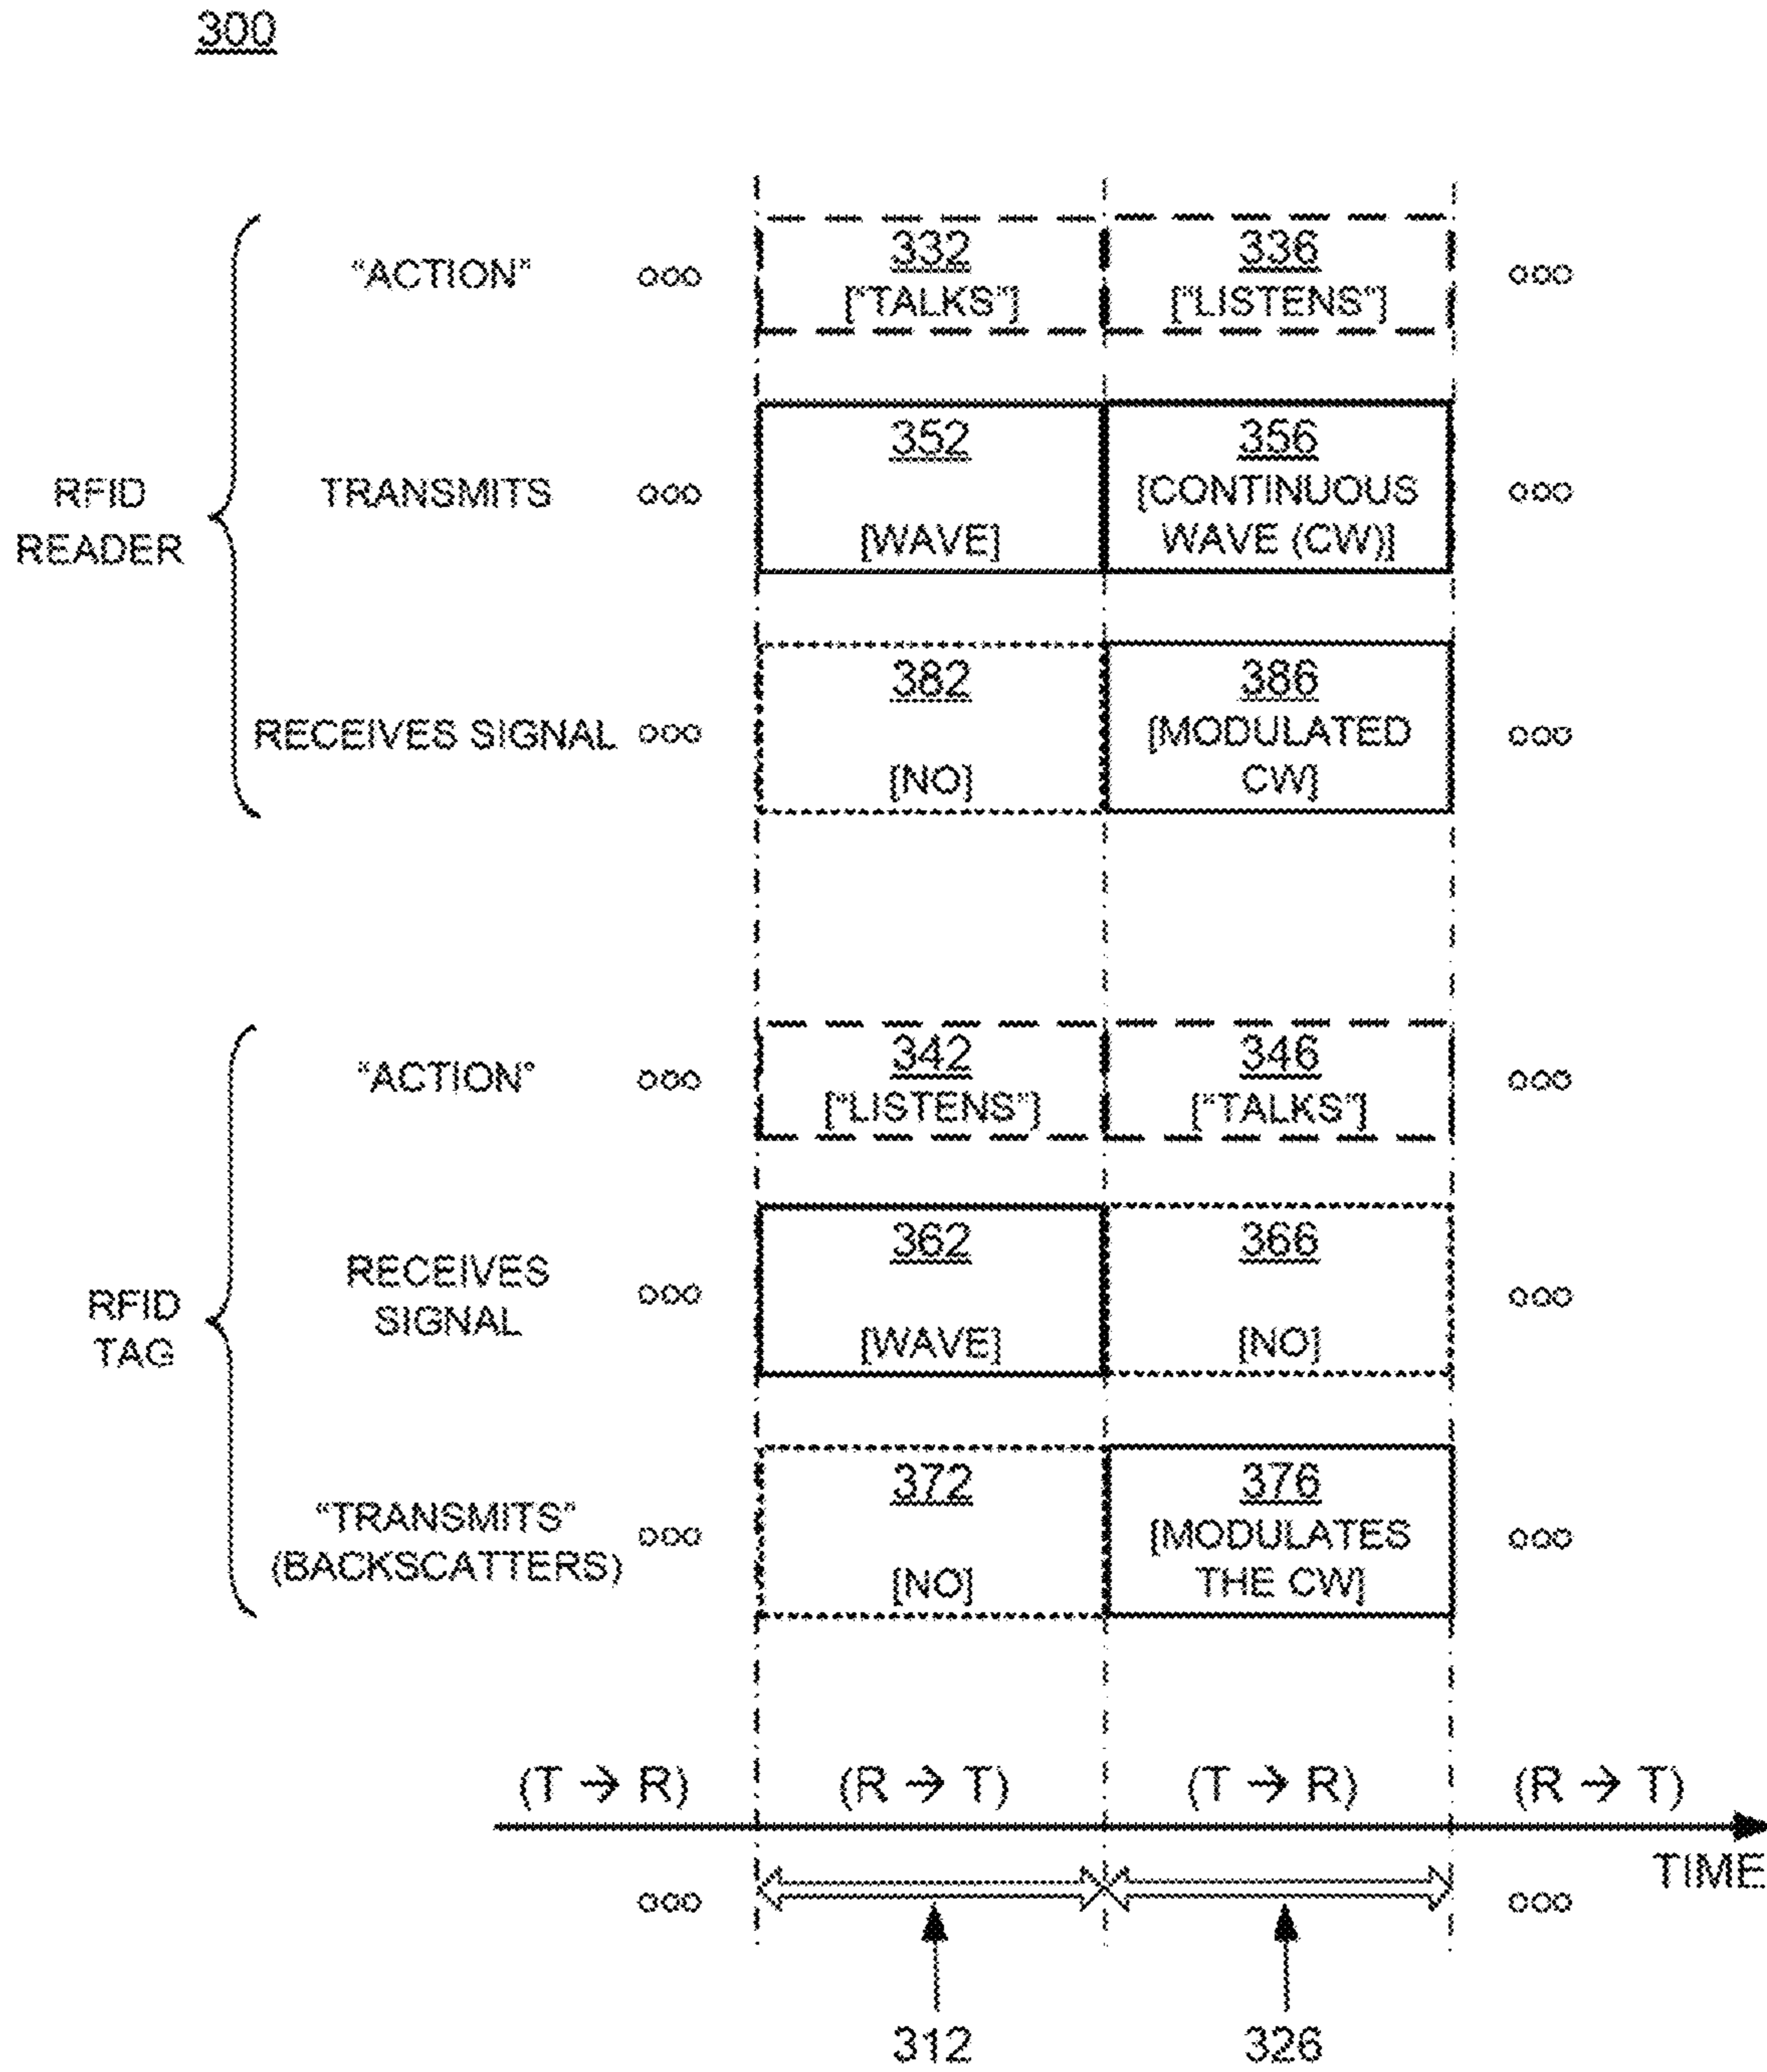 300
"ACTION"
332
["TALKS"]
336
["LISTENS"]
RFID
READER
TRANSMITS
352
[WAVE]
356
[CONTINUOUS
WAVE (CW)]
RECEIVES SIGNAL
382
[NO]
386
[MODULATED
CW]
"ACTION"
342
["LISTENS"]
346
["TALKS"]
RFID
TAG
RECEIVES
SIGNAL
362
[WAVE]
366
[NO]
"TRANSMITS"
(BACKSCATTERS)
372
[NO]
376
[MODULATES
THE CW]
(T → R)
(R → T)
(T → R)
(R → T)
TIME
312
326